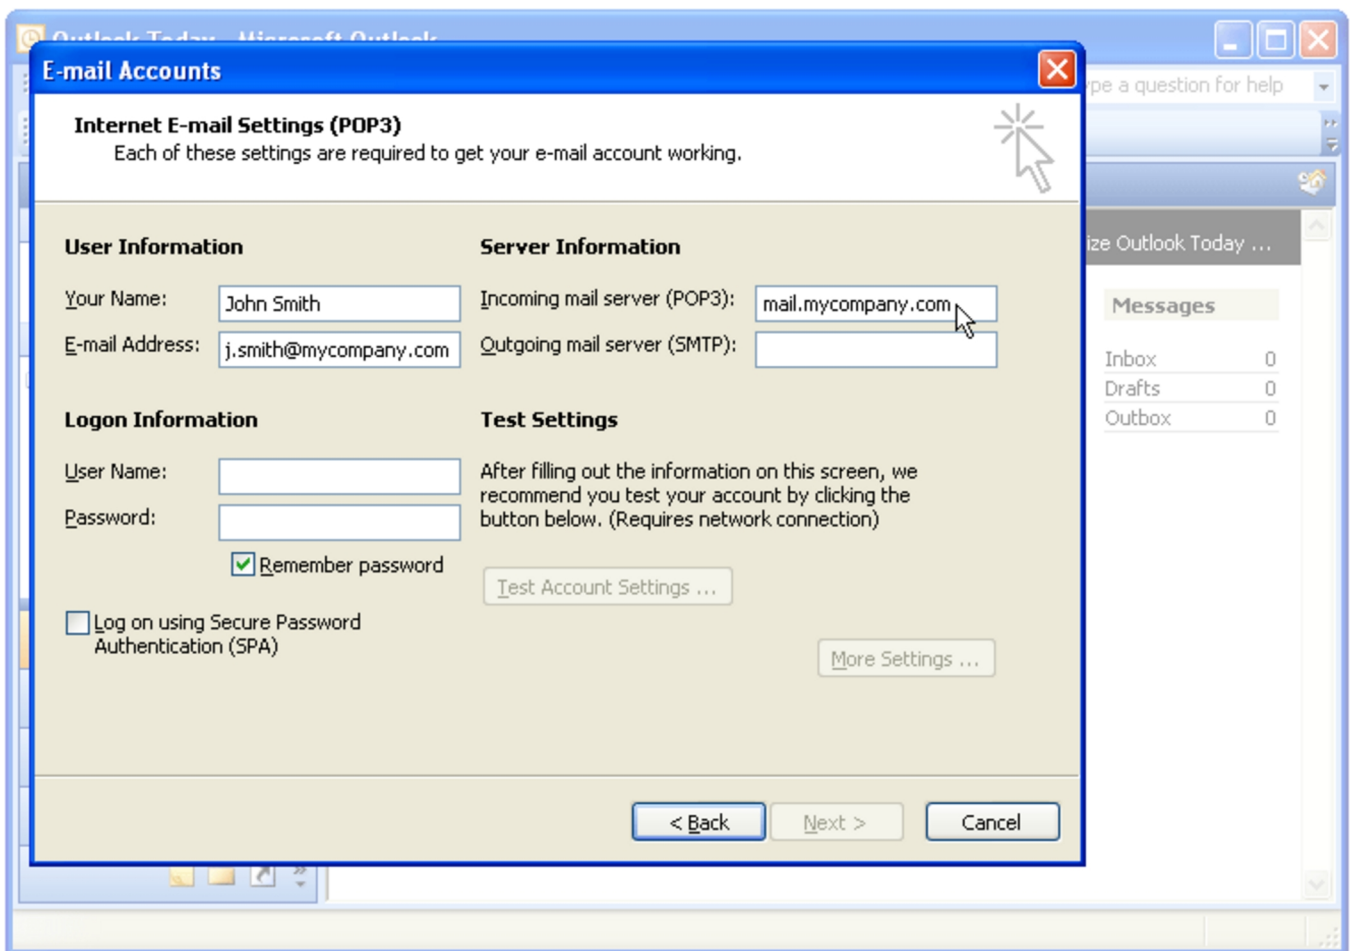 Outlook Today - Microsoft Outlook
E-mail Accounts
pe a question for help
Internet E-mail Settings (POP3)
Each of these settings are required to get your e-mail account working.
ize Outlook Today ...
User Information
Your Name: John Smith
E-mail Address: j.smith@mycompany.com
Server Information
Incoming mail server (POP3): mail.mycompany.com
Outgoing mail server (SMTP):
Logon Information
User Name:
Password:
Remember password
Log on using Secure Password
Authentication (SPA)
Test Settings
After filling out the information on this screen, we
recommend you test your account by clicking the
button below. (Requires network connection)
Test Account Settings ...
More Settings ...
< Back
Next >
Cancel
Messages
Inbox 0
Drafts 0
Outbox 0